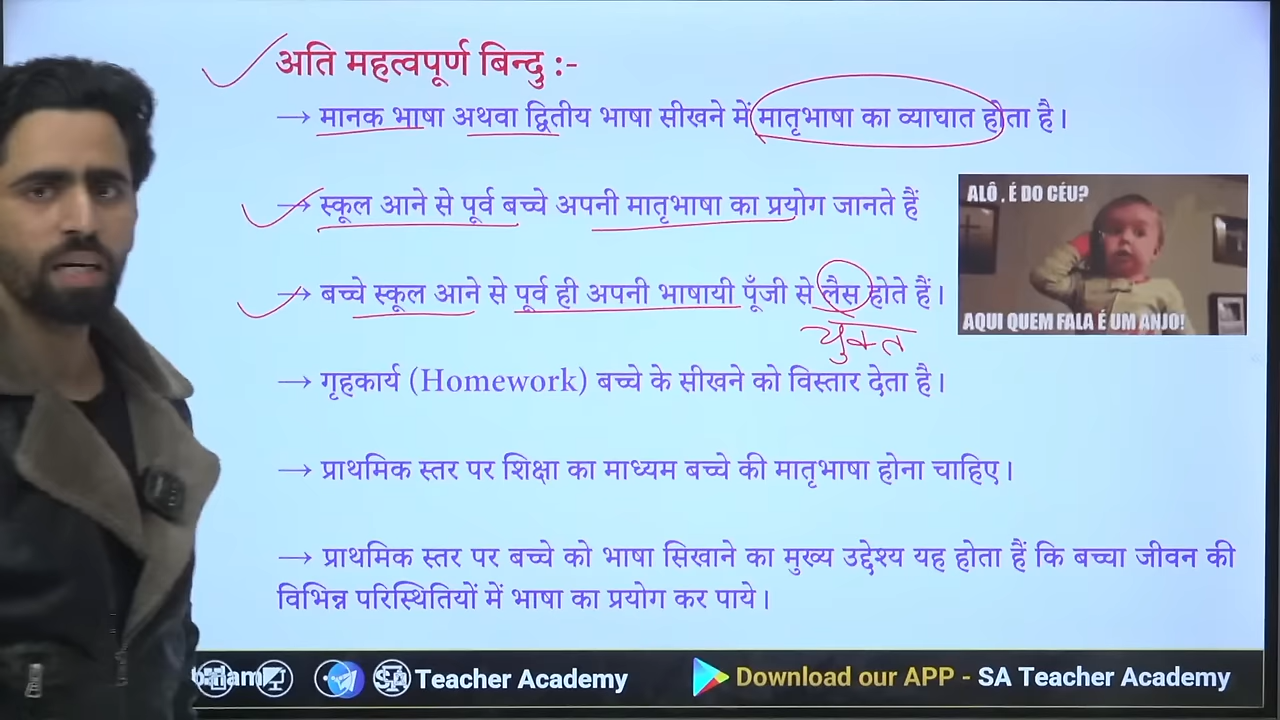 अति महत्वपूर्ण बिन्दु :-
→ मानक भाषा अथवा द्वितीय भाषा सीखने में मातृभाषा का व्याघात होता है।
→ स्कूल आने से पूर्व बच्चे अपनी मातृभाषा का प्रयोग जानते हैं
→ बच्चे स्कूल आने से पूर्व ही अपनी भाषायी पूँजी से लैस होते हैं।
युक्त
ALÔ, É DO CÉU?
AQUI QUEM FALA É UM ANJO!
→ गृहकार्य (Homework) बच्चे के सीखने को विस्तार देता है।
→ प्राथमिक स्तर पर शिक्षा का माध्यम बच्चे की मातृभाषा होना चाहिए।
→ प्राथमिक स्तर पर बच्चे को भाषा सिखाने का मुख्य उद्देश्य यह होता हैं कि बच्चा जीवन की
विभिन्न परिस्थितियों में भाषा का प्रयोग कर पाये।
SA Teacher Academy
Download our APP - SA Teacher Academy